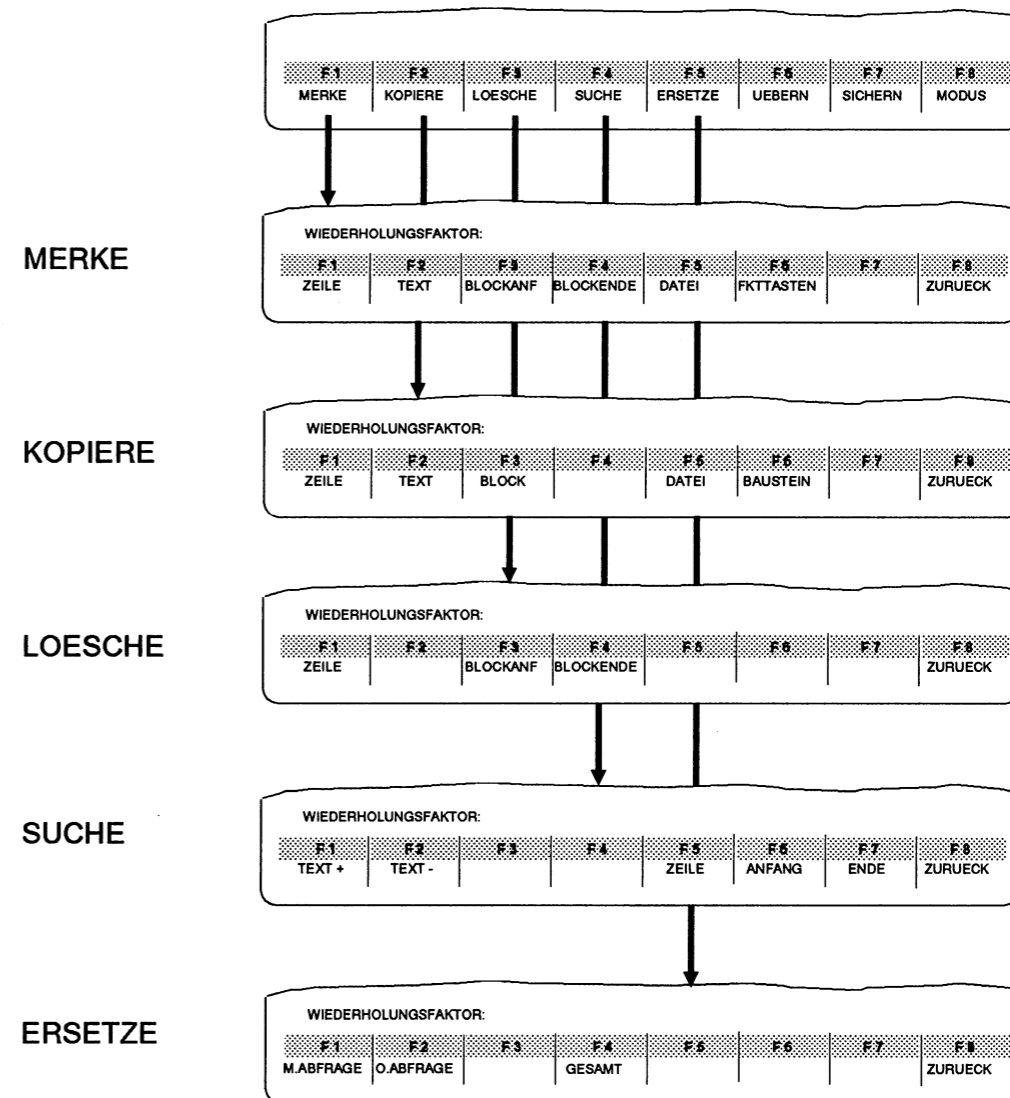 F1 F2 F3 F4 F5 F6 F7 F8
MERKE KOPIERE LOESCHE SUCHE ERSETZE UEBERN SICHERN MODUS
MERKE
WIEDERHOLUNGSFAKTOR:
F1 F2 F3 F4 F5 F6 F7 F8
ZEILE TEXT BLOCKANF BLOCKENDE DATEI FKTTASTEN ZURUECK
KOPIERE
WIEDERHOLUNGSFAKTOR:
F1 F2 F3 F4 F5 F6 F7 F8
ZEILE TEXT BLOCK DATEI BAUSTEIN ZURUECK
LOESCHE
WIEDERHOLUNGSFAKTOR:
F1 F2 F3 F4 F5 F6 F7 F8
ZEILE BLOCKANF BLOCKENDE ZURUECK
SUCHE
WIEDERHOLUNGSFAKTOR:
F1 F2 F3 F4 F5 F6 F7 F8
TEXT + TEXT - ZEILE ANFANG ENDE ZURUECK
ERSETZE
WIEDERHOLUNGSFAKTOR:
F1 F2 F3 F4 F5 F6 F7 F8
M.ABFRAGE O.ABFRAGE GESAMT ZURUECK